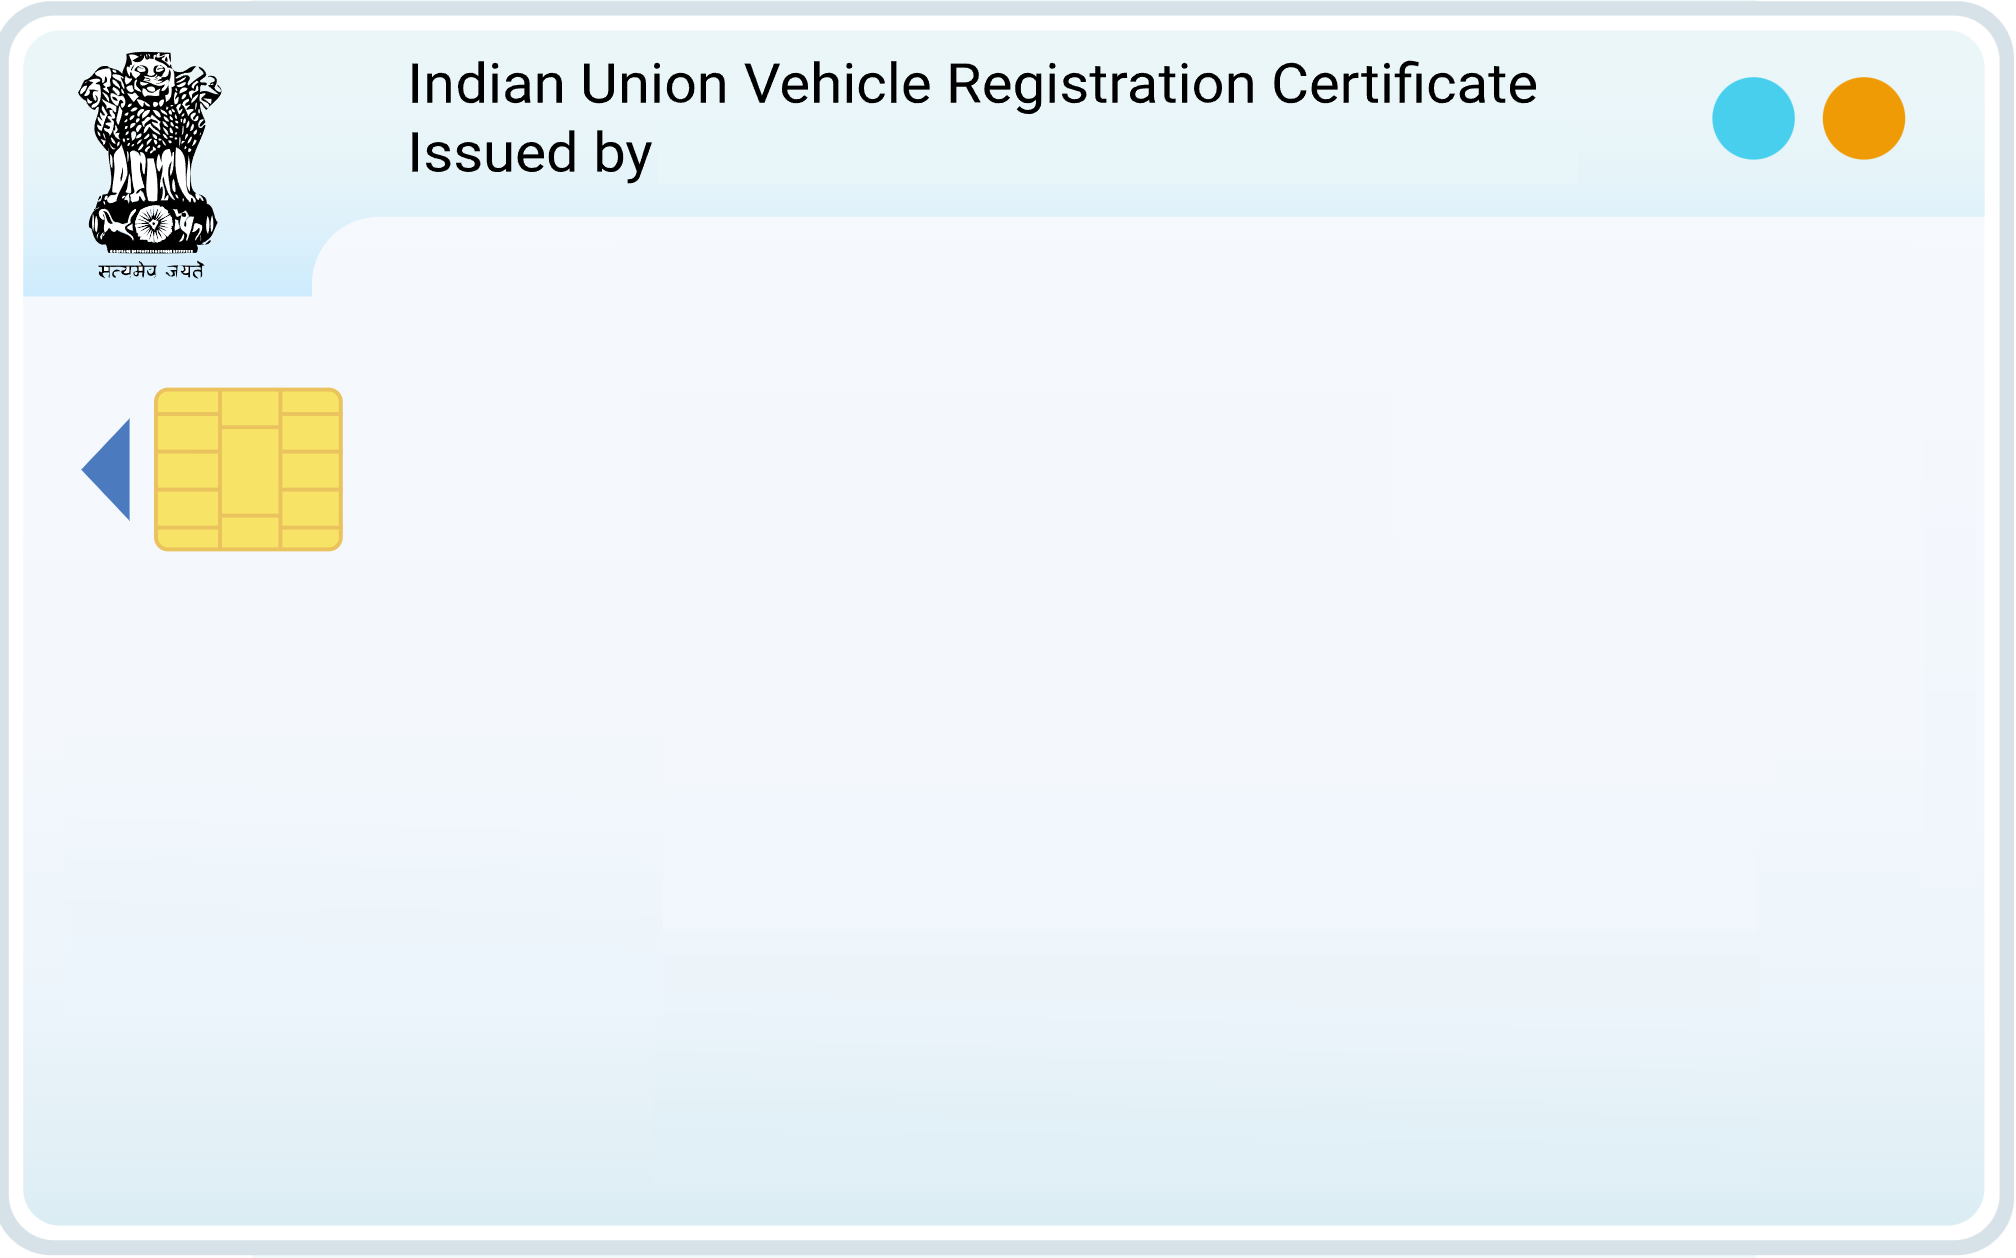 Indian Union Vehicle Registration Certificate
Issued by
सत्यमेव जयते